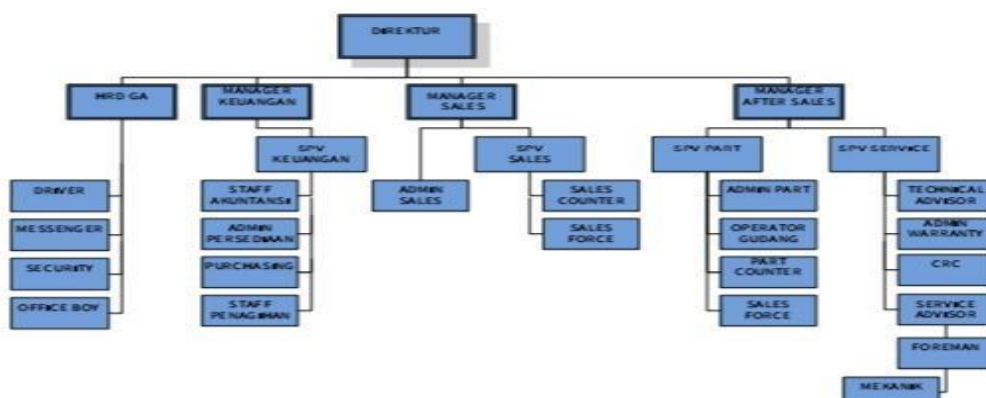 DIREKTUR
HRD GA
MANAGER
KEUANGAN
MANAGER
SALES
MANAGER
AFTER SALES
SPV
KEUANGAN
SPV
SALES
SPV PART
SPV SERVICE
DRIVER
STAFF
AKUNTANSI
ADMIN
SALES
SALES
COUNTER
ADMIN PART
TECHNICAL
ADVISOR
MESSENGER
ADMIN
PERSEDIAAN
SALES
FORCE
OPERATOR
GUDANG
ADMIN
WARRANTY
SECURITY
PURCHASING
PART
COUNTER
CRC
OFFICE BOY
STAFF
PENAGIHAN
SALES
FORCE
SERVICE
ADVISOR
FOREMAN
MEKANIK